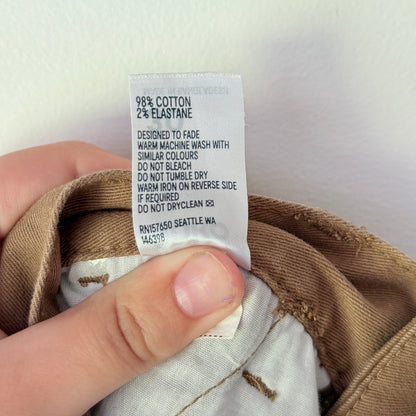 98% COTTON
2% ELASTANE
DESIGNED TO FADE
WARM MACHINE WASH WITH
SIMILAR COLOURS
DO NOT BLEACH
DO NOT TUMBLE DRY
WARM IRON ON REVERSE SIDE
IF REQUIRED
DO NOT DRYCLEAN
RN157650 SEATTLE WA
146398